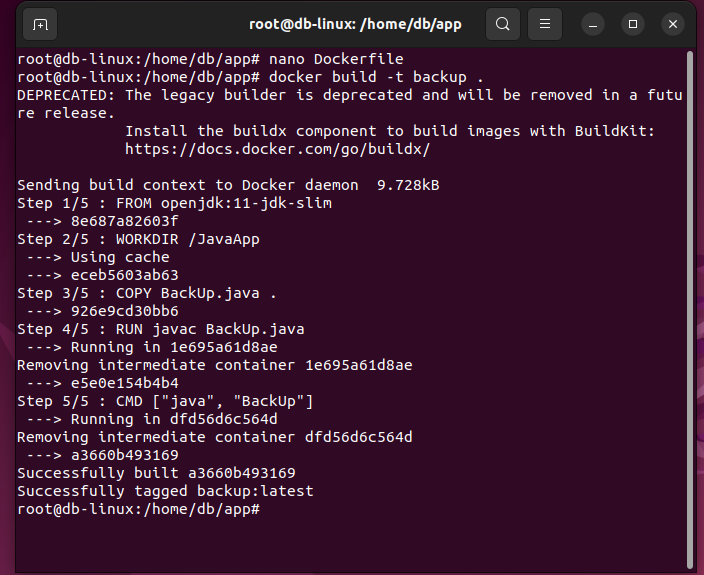 root@db-linux: /home/db/app
root@db-linux:/home/db/app# nano Dockerfile
root@db-linux:/home/db/app# docker build -t backup .
DEPRECATED: The legacy builder is deprecated and will be removed in a futu
re release.
            Install the buildx component to build images with BuildKit:
            https://docs.docker.com/go/buildx/

Sending build context to Docker daemon  9.728kB
Step 1/5 : FROM openjdk:11-jdk-slim
 ---> 8e687a82603f
Step 2/5 : WORKDIR /JavaApp
 ---> Using cache
 ---> eceb5603ab63
Step 3/5 : COPY BackUp.java .
 ---> 926e9cd30bb6
Step 4/5 : RUN javac BackUp.java
 ---> Running in 1e695a61d8ae
Removing intermediate container 1e695a61d8ae
 ---> e5e0e154b4b4
Step 5/5 : CMD ["java", "BackUp"]
 ---> Running in dfd56d6c564d
Removing intermediate container dfd56d6c564d
 ---> a3660b493169
Successfully built a3660b493169
Successfully tagged backup:latest
root@db-linux:/home/db/app#